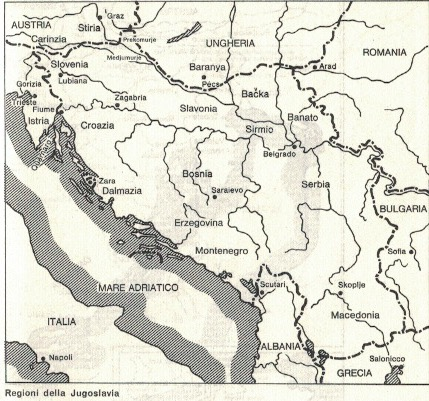 AUSTRIA
Graz
Stiria
Carinzia
Prekomurje
UNGHERIA
ROMANIA
Medjumurje
Slovenia
Baranya
Arad
Gorizia
Lubiana
Pécs
Bačka
Trieste
Zagabria
Slavonia
Banato
Fiume
Istria
Croazia
Sirmio
Belgrado
Zara
Bosnia
Dalmazia
Saraievo
Serbia
Erzegovina
BULGARIA
Montenegro
Sofia
MARE ADRIATICO
Scutari
Skoplje
ITALIA
Macedonia
ALBANIA
Napoli
Salonicco
GRECIA
Regioni della Jugoslavia